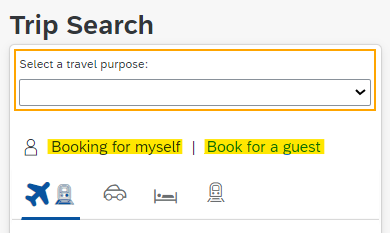 Trip Search
Select a travel purpose:
Booking for myself | Book for a guest